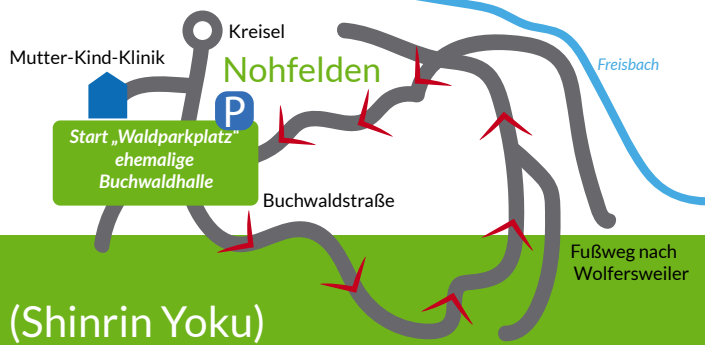 Kreisel
Mutter-Kind-Klinik
Nohfelden
Freisbach
P
Start „Waldparkplatz“
ehemalige
Buchwaldhalle
Buchwaldstraße
Fußweg nach
Wolfersweiler
(Shinrin Yoku)